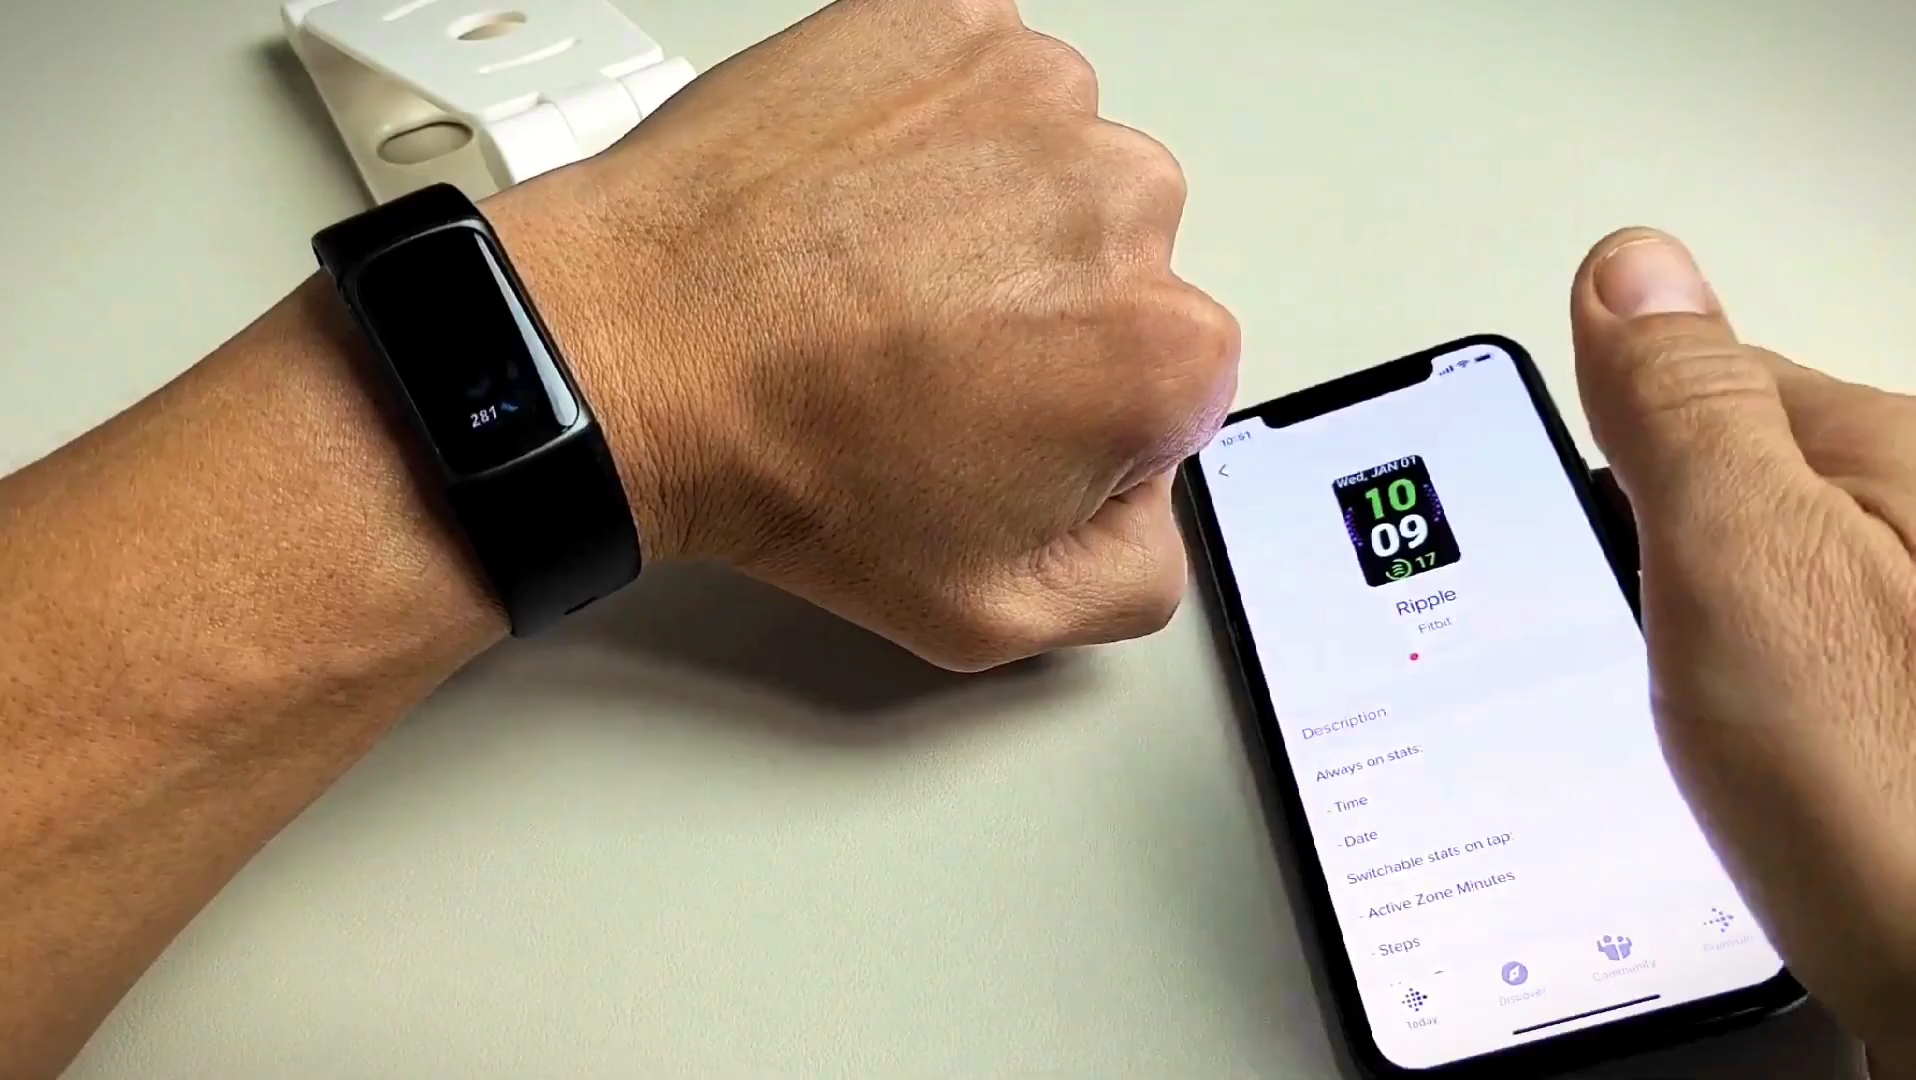 281
10:51
Wed, JAN 01
10
09
17
Ripple
Fitbit
Description
Always on stats:
- Time
- Date
Switchable stats on tap:
- Active Zone Minutes
- Steps
Today
Discover
Community
Premium